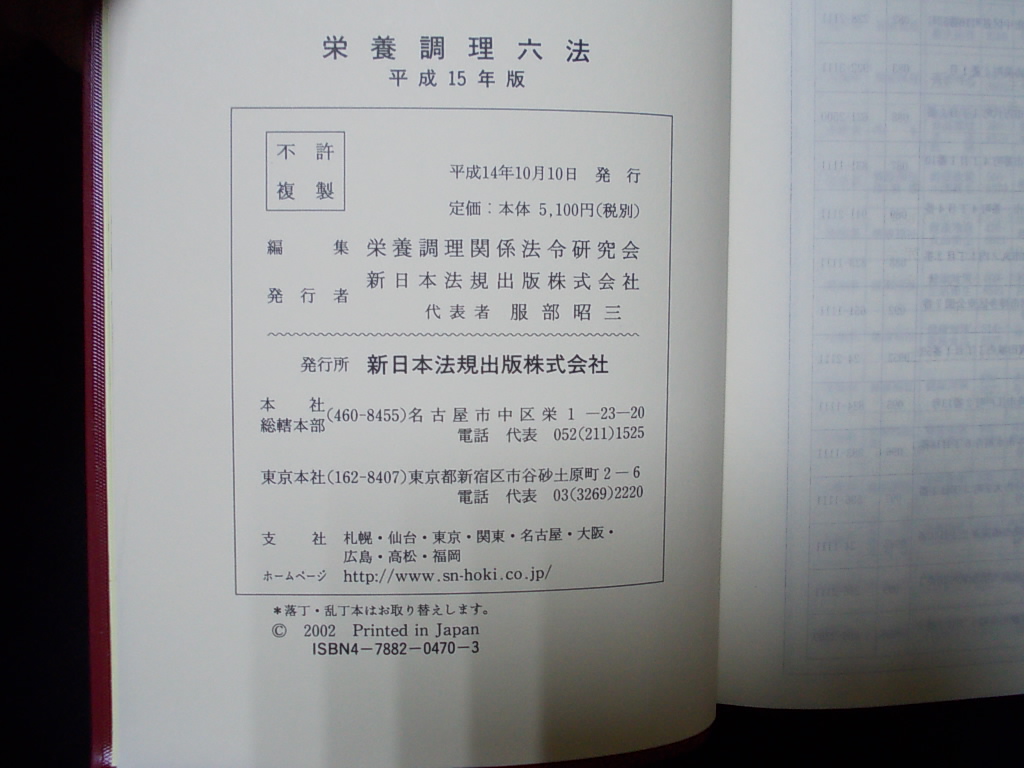 栄養調理六法
平成15年版
不許
複製
平成14年10月10日 発行
定価：本体 5,100円(税別)
編集 栄養調理関係法令研究会
発行者 新日本法規出版株式会社
代表者 服部昭三
発行所 新日本法規出版株式会社
本社
総轄本部 (460-8455)名古屋市中区栄1－23－20
電話 代表 052(211)1525
東京本社(162-8407)東京都新宿区市谷砂土原町2－6
電話 代表 03(3269)2220
支社 札幌・仙台・東京・関東・名古屋・大阪・
広島・高松・福岡
ホームページ http://www.sn-hoki.co.jp/
＊落丁・乱丁本はお取り替えします。
© 2002 Printed in Japan
ISBN4-7882-0470-3